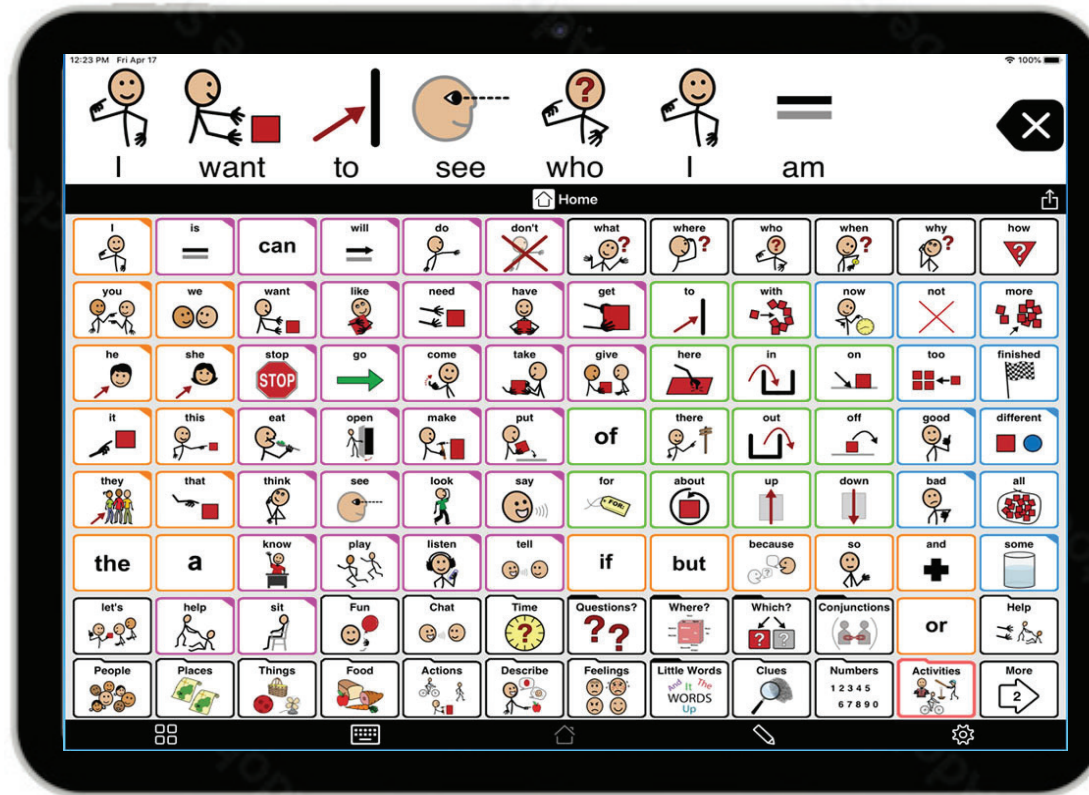 12:23 PM Fri Apr 17 100%
I want to see who I am
Home
I is can will do don't what where who when why how
you we want like need have get to with now not more
he she stop go come take give here in on too finished
STOP
it this eat open make put of there out off good different
they that think see look say for about up down bad all
FOR:
the a know play listen tell if but because so and some
let's help sit Fun Chat Time Questions? Where? Which? Conjunctions or Help
People Places Things Food Actions Describe Feelings Little Words Clues Numbers Activities More
And It The
WORDS
Up
1 2 3 4 5
6 7 8 9 0
2